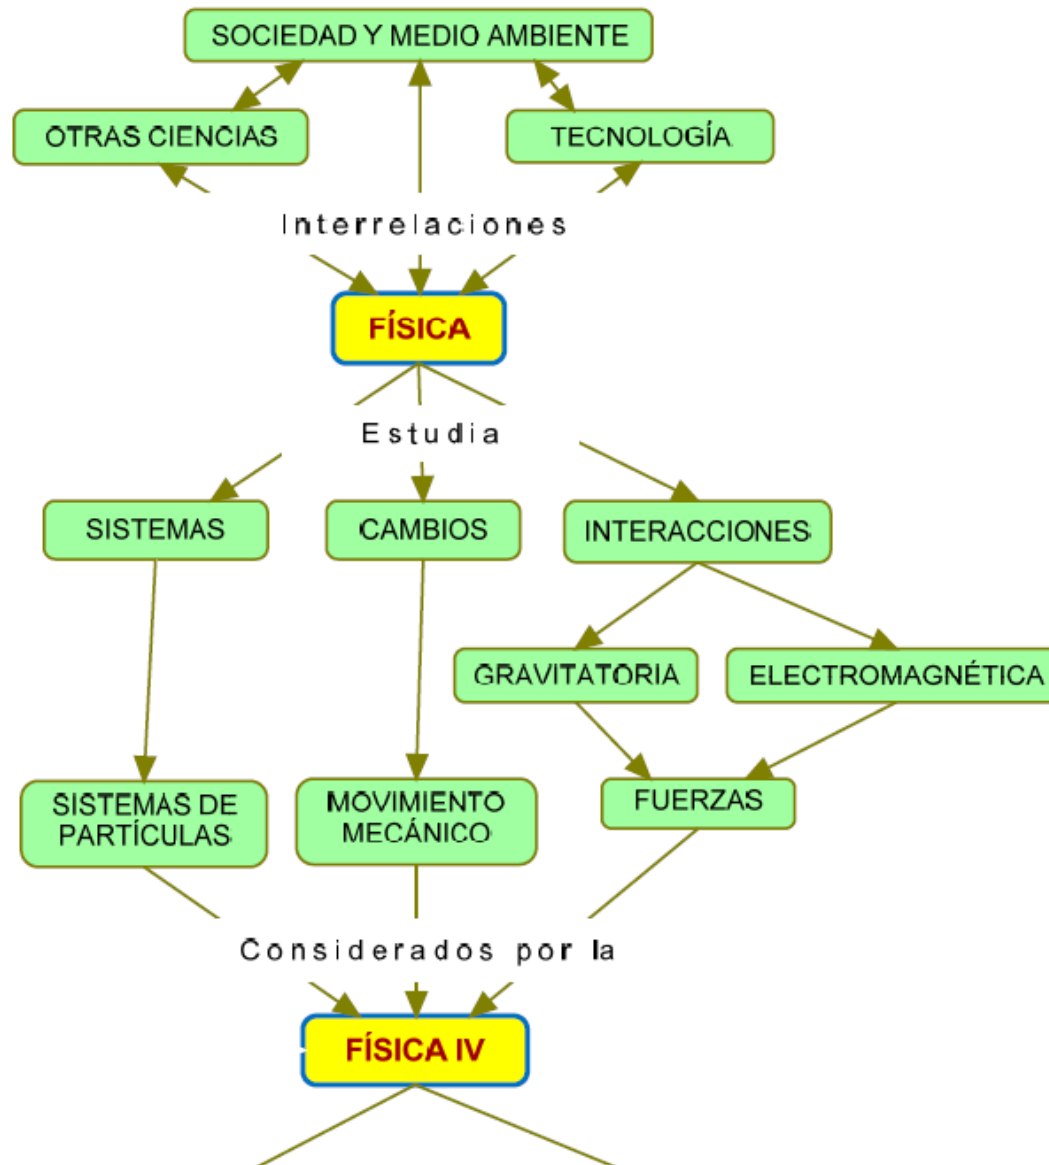 SOCIEDAD Y MEDIO AMBIENTE
OTRAS CIENCIAS
TECNOLOGÍA
Interrelaciones
FÍSICA
Estudia
SISTEMAS
CAMBIOS
INTERACCIONES
GRAVITATORIA
ELECTROMAGNÉTICA
SISTEMAS DE
PARTÍCULAS
MOVIMIENTO
MECÁNICO
FUERZAS
Considerados por la
FÍSICA IV